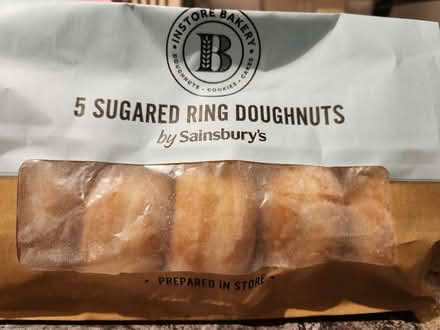 INSTORE BAKERY
B
DOUGHNUTS · COOKIES · CAKES
5 SUGARED RING DOUGHNUTS
by Sainsbury's
· PREPARED IN STORE ·